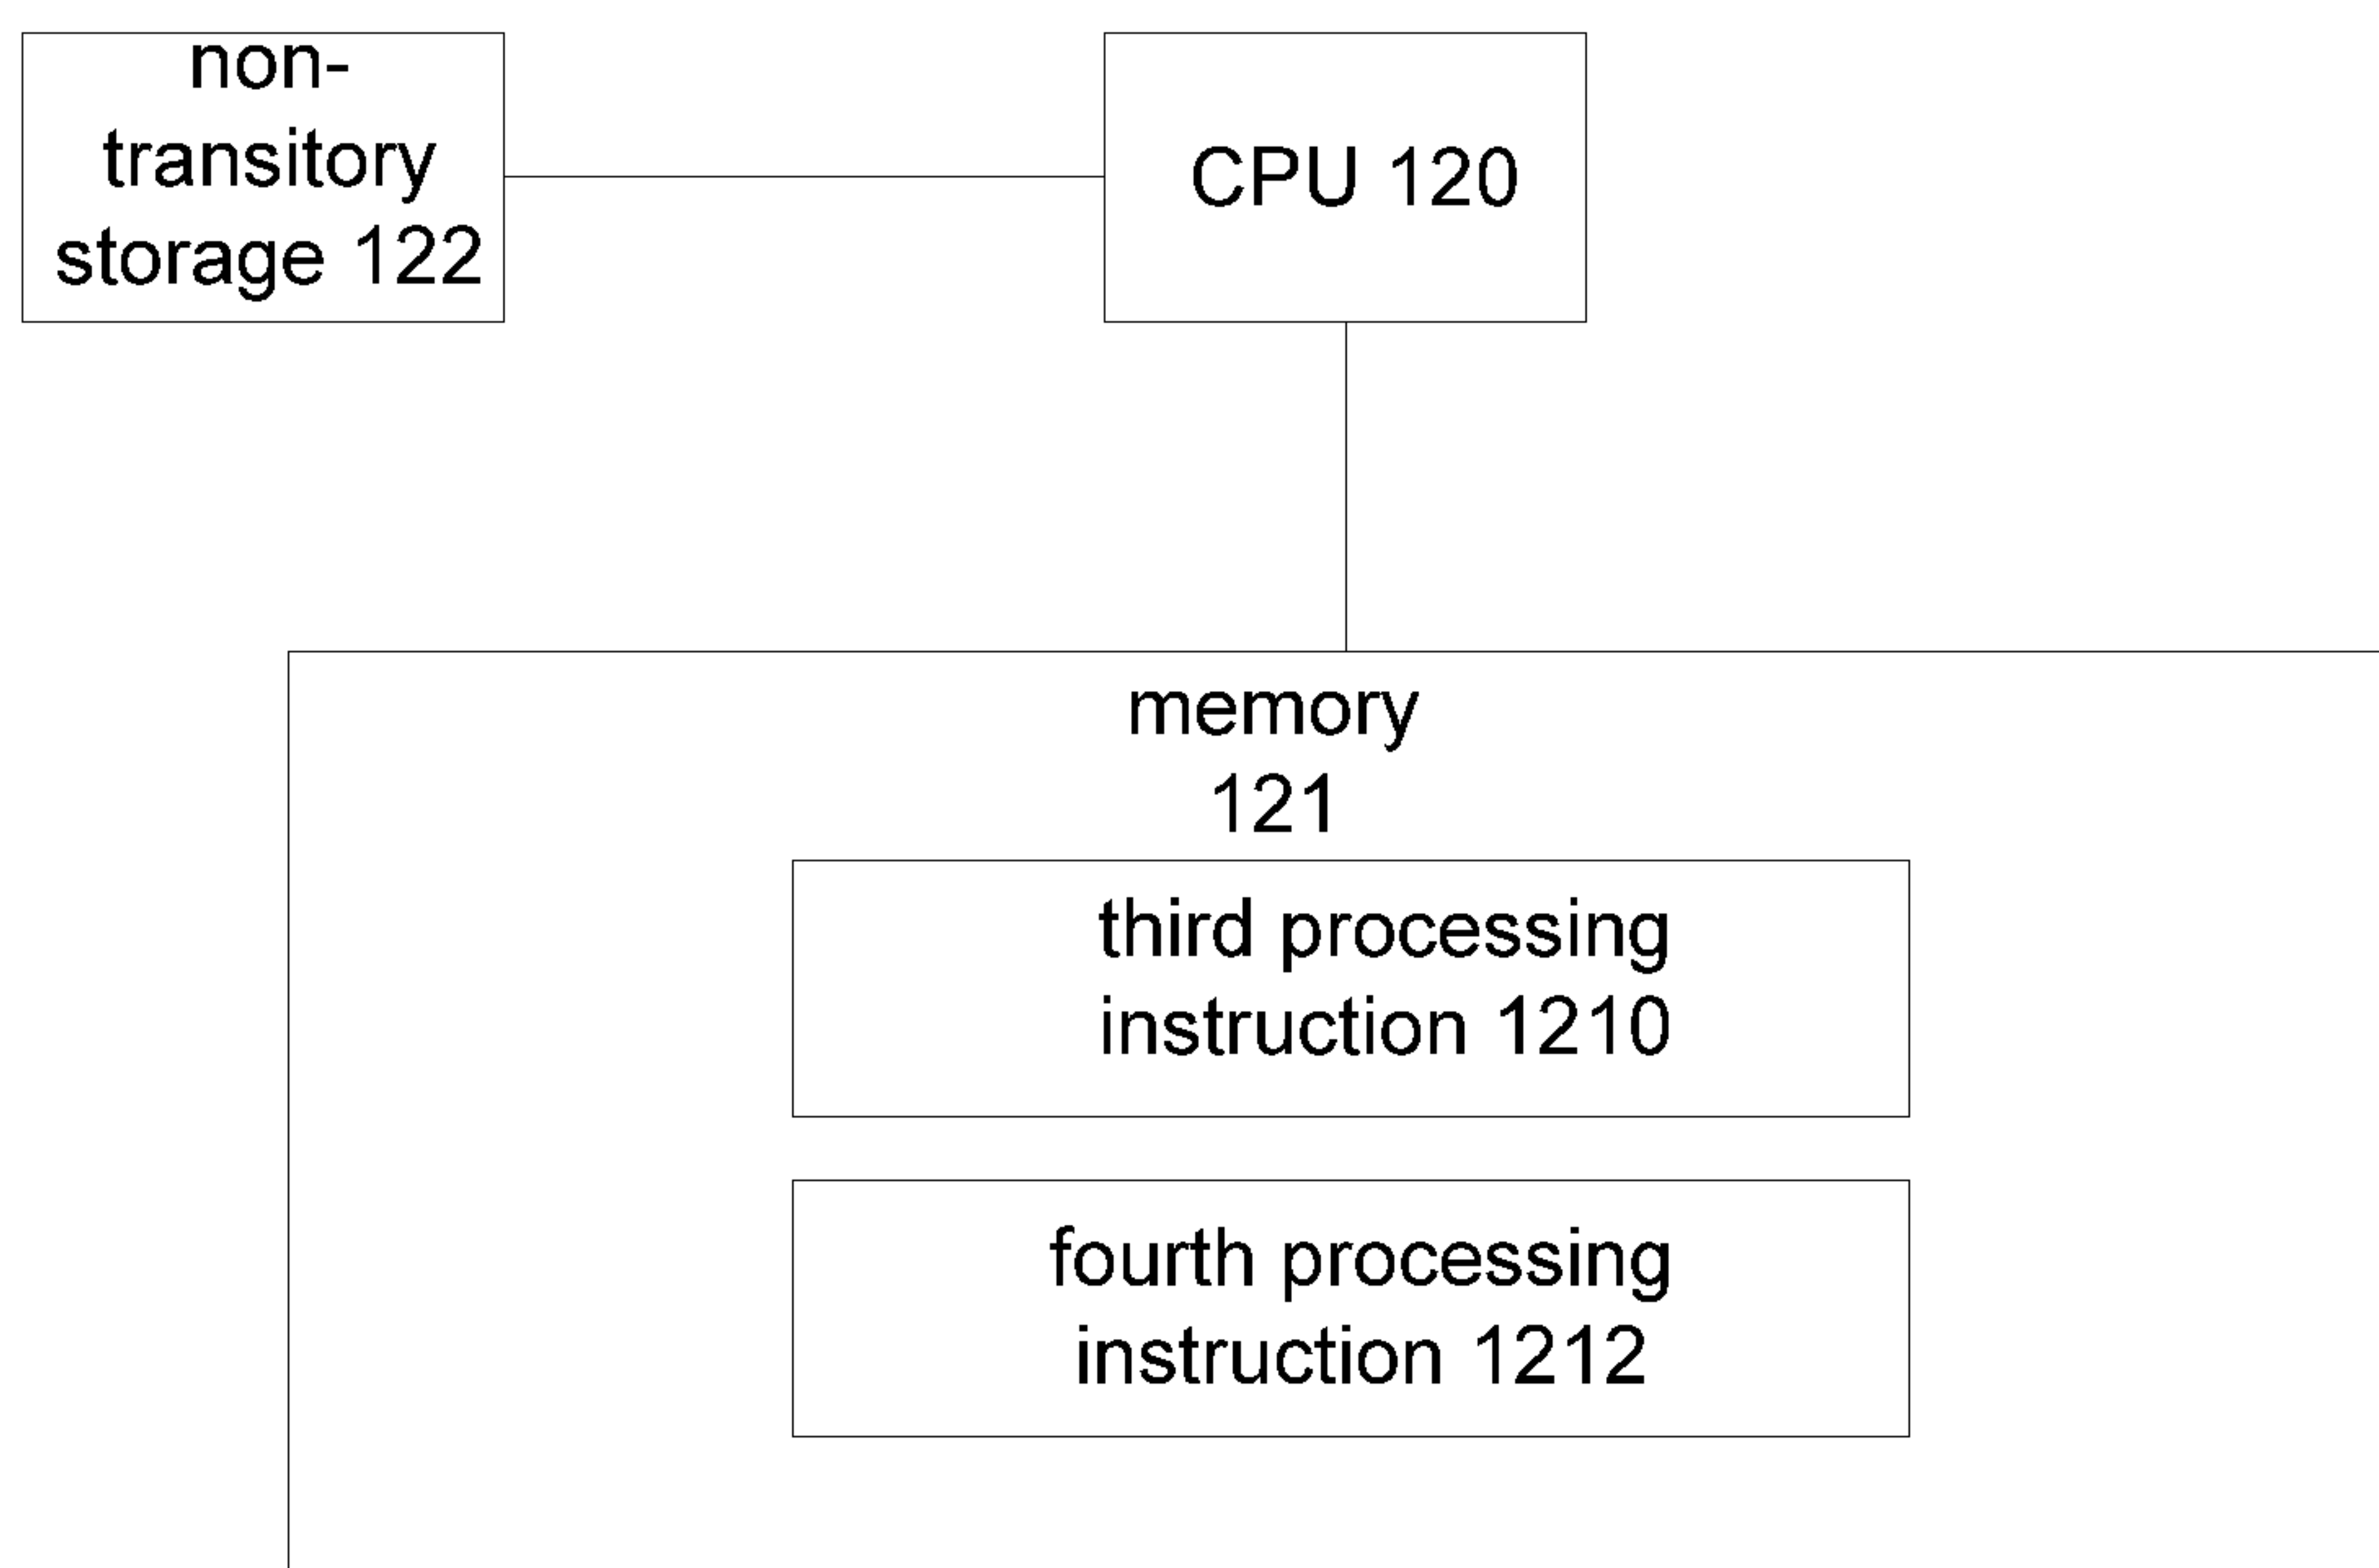 non-
transitory
storage 122
CPU 120
memory
121
third processing
instruction 1210
fourth processing
instruction 1212